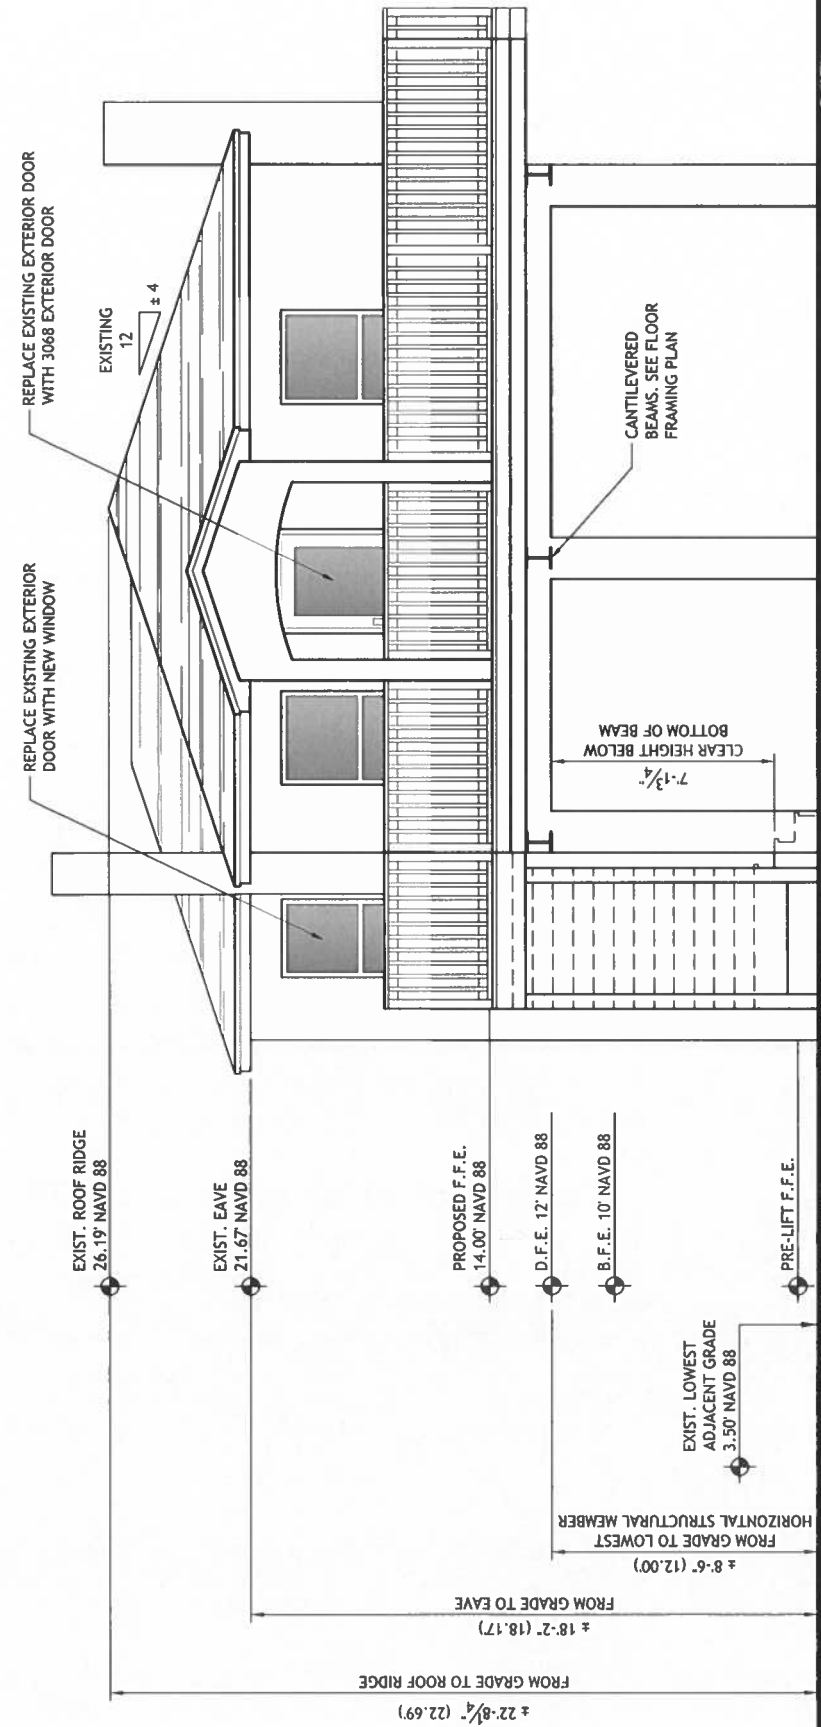 REPLACE EXISTING EXTERIOR
DOOR WITH NEW WINDOW
REPLACE EXISTING EXTERIOR DOOR
WITH 3068 EXTERIOR DOOR
EXISTING
12
± 4
EXIST. ROOF RIDGE
26.19' NAVD 88
EXIST. EAVE
21.67' NAVD 88
PROPOSED F.F.E.
14.00' NAVD 88
D.F.E. 12' NAVD 88
B.F.E. 10' NAVD 88
PRE-LIFT F.F.E.
EXIST. LOWEST
ADJACENT GRADE
3.50' NAVD 88
CANTILEVERED
BEAMS. SEE FLOOR
FRAMING PLAN
7'-1¾"
CLEAR HEIGHT BELOW
BOTTOM OF BEAM
± 8'-6" (12.00')
FROM GRADE TO LOWEST
HORIZONTAL STRUCTURAL MEMBER
± 18'-2" (18.17')
FROM GRADE TO EAVE
± 22'-8¼" (22.69')
FROM GRADE TO ROOF RIDGE